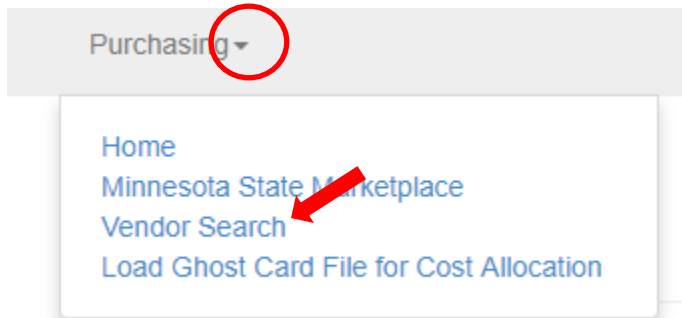 Purchasing
Home
Minnesota State Marketplace
Vendor Search
Load Ghost Card File for Cost Allocation